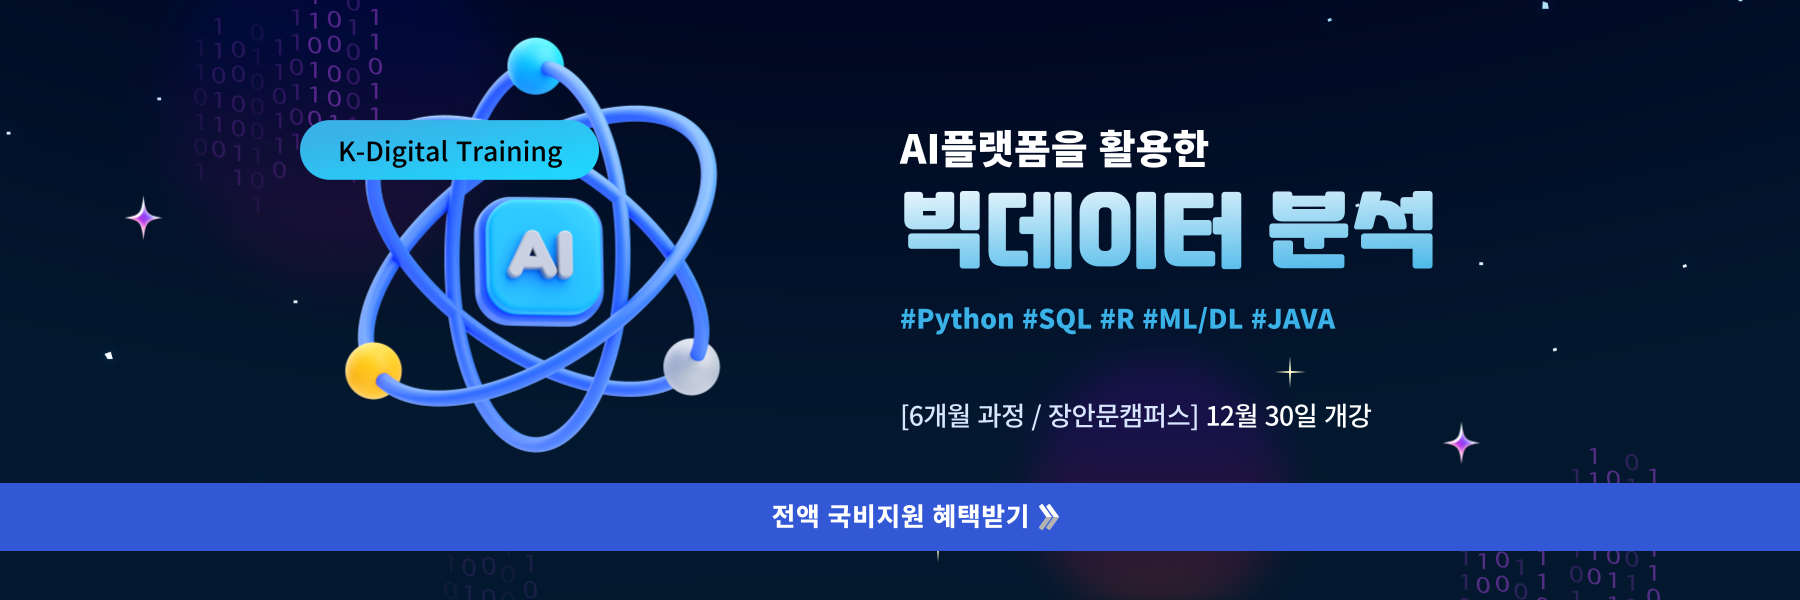 K-Digital Training
AI
AI플랫폼을 활용한
빅데이터 분석
#Python #SQL #R #ML/DL #JAVA
[6개월 과정 / 장안문캠퍼스] 12월 30일 개강
전액 국비지원 혜택받기